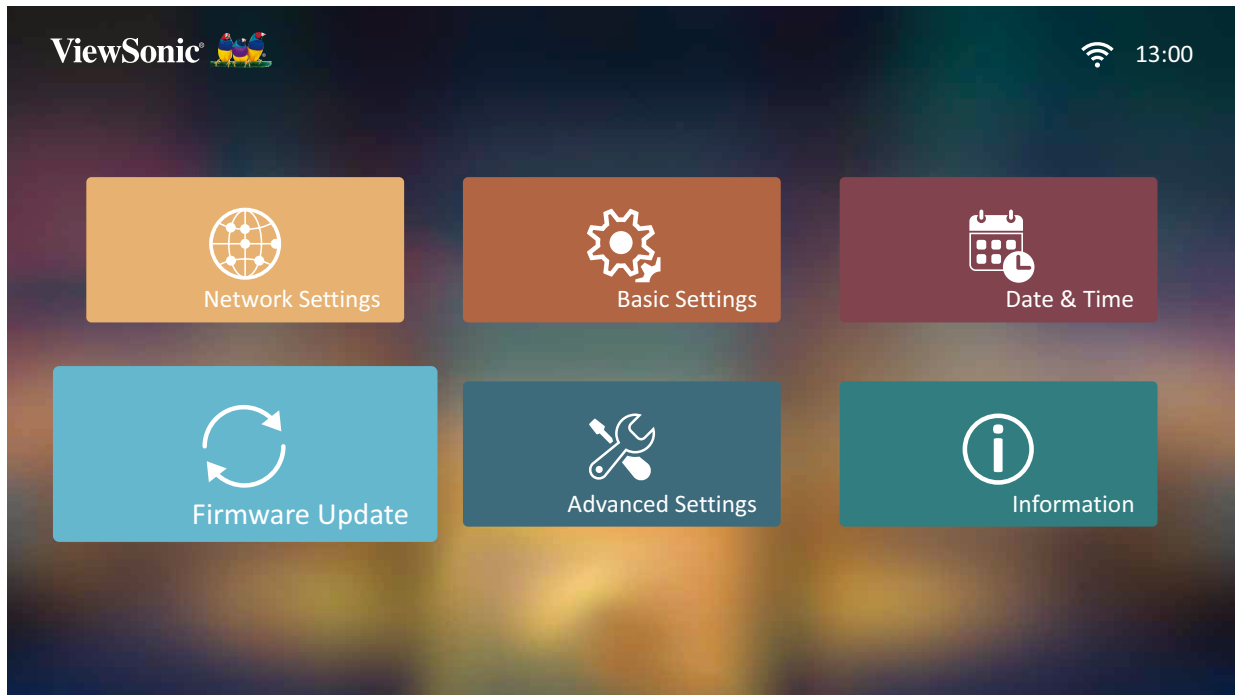 ViewSonic®
13:00
Network Settings
Basic Settings
Date & Time
Firmware Update
Advanced Settings
Information